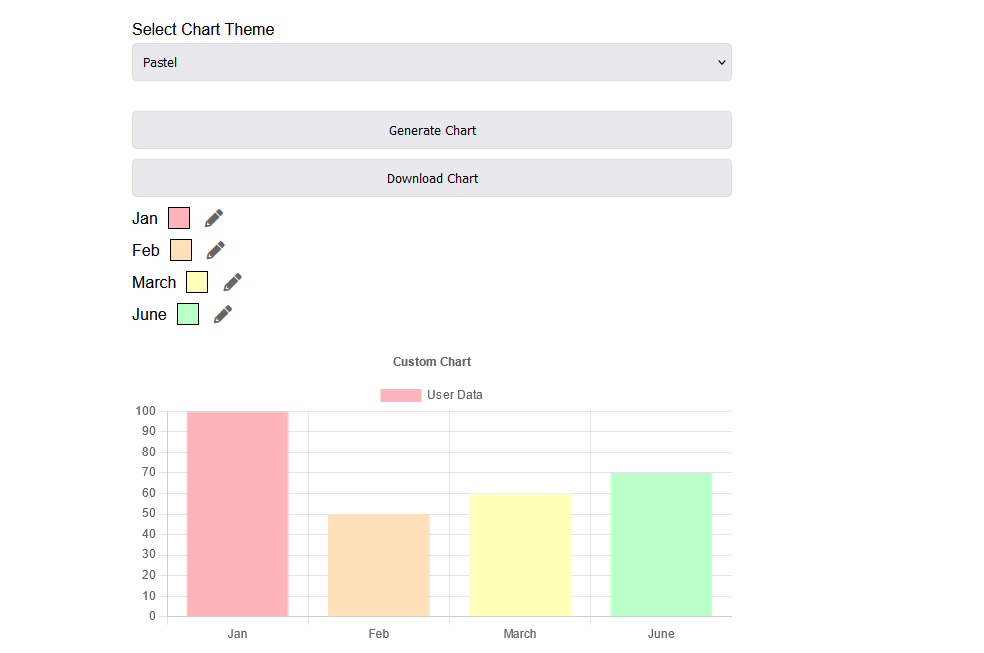 Select Chart Theme
Pastel
Generate Chart
Download Chart
Jan
Feb
March
June
Custom Chart
User Data
100
90
80
70
60
50
40
30
20
10
0
Jan Feb March June